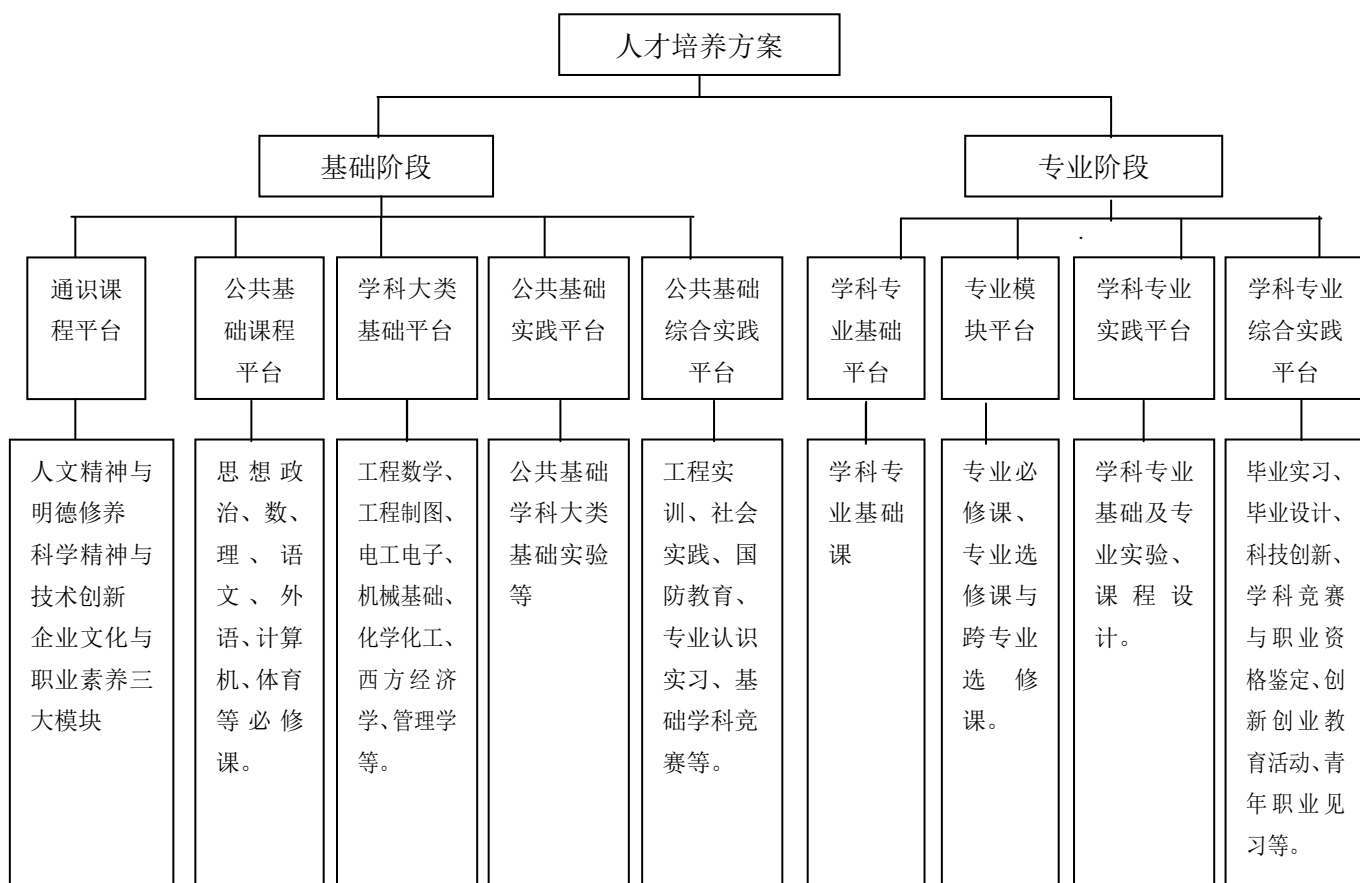 人才培养方案
基础阶段
专业阶段
通识课
程平台
公共基
础课程
平台
学科大类
基础平台
公共基础
实践平台
公共基础
综合实践
平台
学科专
业基础
平台
专业模
块平台
学科专业
实践平台
学科专业
综合实践
平台
人文精神与
明德修养
科学精神与
技术创新
企业文化与
职业素养三
大模块
思想政
治、数、
理、语
文、外
语、计算
机、体育
等必修
课。
工程数学、
工程制图、
电工电子、
机械基础、
化学化工、
西方经济
学、管理学
等。
公共基础
学科大类
基础实验
等
工程实
训、社会
实践、国
防教育、
专业认识
实习、基
础学科竞
赛等。
学科专
业基础
课
专业必
修课、
专业选
修课与
跨专业
选修
课。
学科专业
基础及专
业实验、
课程设
计。
毕业实习、
毕业设计、
科技创新、
学科竞赛
与职业资
格鉴定、创
新创业教
育活动、青
年职业见
习等。